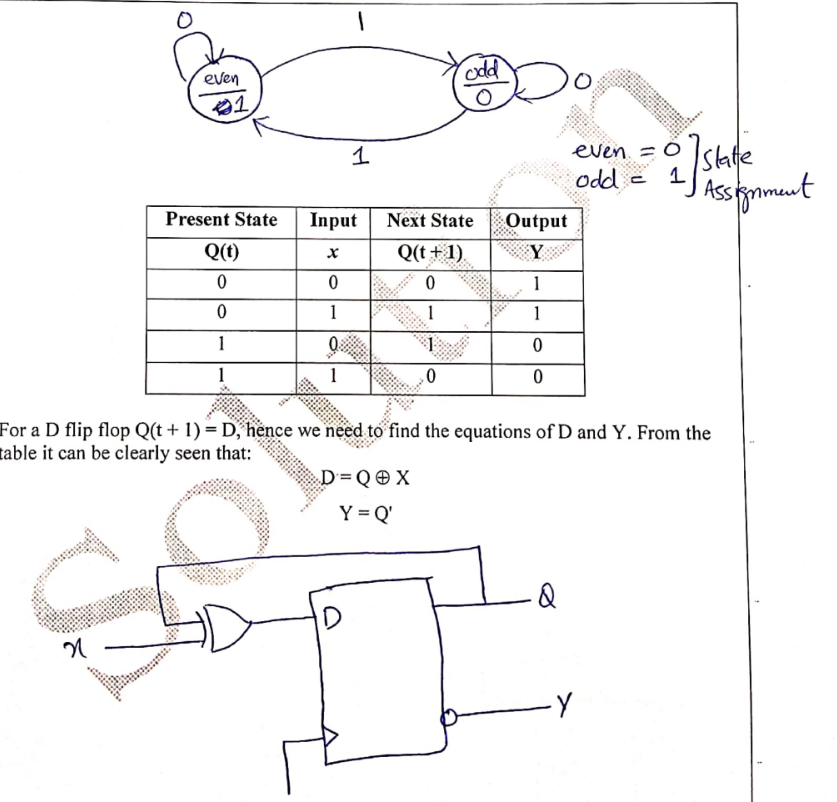 0
1
even
1
odd
0
0
1
even = 0
odd = 1
] State Assignment
Present State Input Next State Output
Q(t) x Q(t + 1) Y
0 0 0 1
0 1 1 1
1 0 1 0
1 1 0 0
For a D flip flop Q(t + 1) = D, hence we need to find the equations of D and Y. From the
table it can be clearly seen that:
D = Q ⊕ X
Y = Q'
Solution
Q
D
x
Y